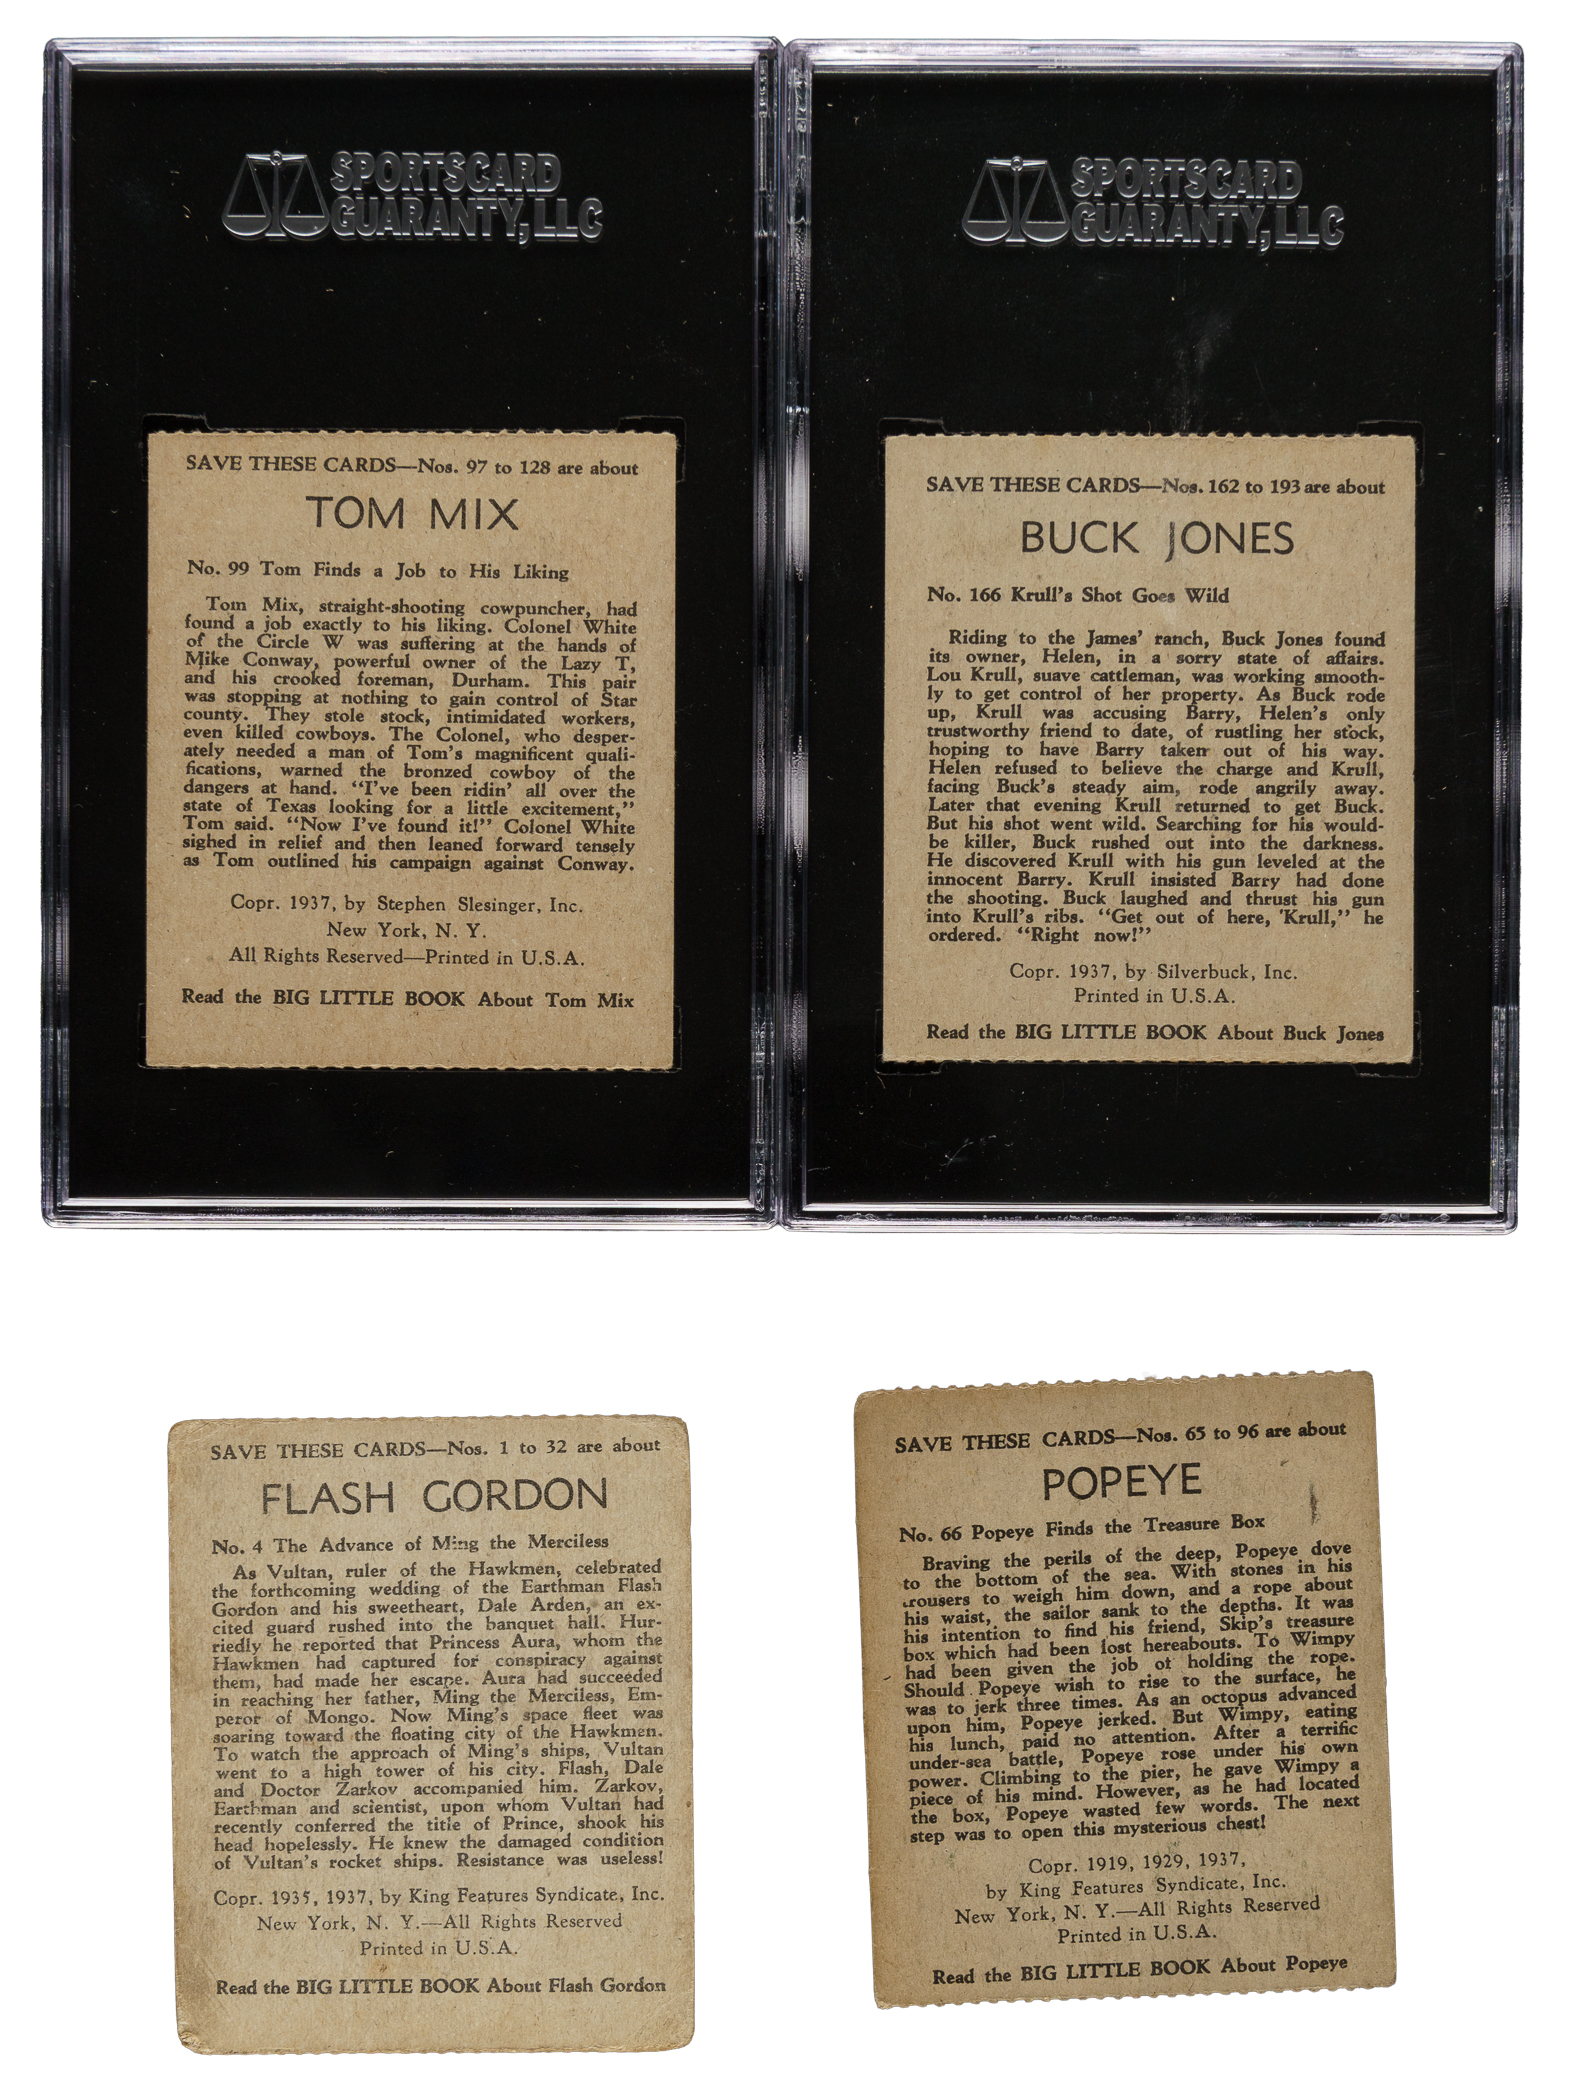 SPORTSCARD
GUARANTY, LLC
SAVE THESE CARDS—Nos. 97 to 128 are about
TOM MIX
No. 99 Tom Finds a Job to His Liking
Tom Mix, straight-shooting cowpuncher, had
found a job exactly to his liking. Colonel White
of the Circle W was suffering at the hands of
Mike Conway, powerful owner of the Lazy T,
and his crooked foreman, Durham. This pair
was stopping at nothing to gain control of Star
county. They stole stock, intimidated workers,
even killed cowboys. The Colonel, who desper-
ately needed a man of Tom's magnificent quali-
fications, warned the bronzed cowboy of the
dangers at hand. "I've been ridin' all over the
state of Texas looking for a little excitement,"
Tom said. "Now I've found it!" Colonel White
sighed in relief and then leaned forward tensely
as Tom outlined his campaign against Conway.
Copr. 1937, by Stephen Slesinger, Inc.
New York, N. Y.
All Rights Reserved—Printed in U.S.A.
Read the BIG LITTLE BOOK About Tom Mix
SPORTSCARD
GUARANTY, LLC
SAVE THESE CARDS—Nos. 162 to 193 are about
BUCK JONES
No. 166 Krull's Shot Goes Wild
Riding to the James' ranch, Buck Jones found
its owner, Helen, in a sorry state of affairs.
Lou Krull, suave cattleman, was working smooth-
ly to get control of her property. As Buck rode
up, Krull was accusing Barry, Helen's only
trustworthy friend to date, of rustling her stock,
hoping to have Barry taken out of his way.
Helen refused to believe the charge and Krull,
facing Buck's steady aim, rode angrily away.
Later that evening Krull returned to get Buck.
But his shot went wild. Searching for his would-
be killer, Buck rushed out into the darkness.
He discovered Krull with his gun leveled at the
innocent Barry. Krull insisted Barry had done
the shooting. Buck laughed and thrust his gun
into Krull's ribs. "Get out of here, 'Krull," he
ordered. "Right now!"
Copr. 1937, by Silverbuck, Inc.
Printed in U.S.A.
Read the BIG LITTLE BOOK About Buck Jones
SAVE THESE CARDS—Nos. 1 to 32 are about
FLASH GORDON
No. 4 The Advance of Ming the Merciless
As Vultan, ruler of the Hawkmen, celebrated
the forthcoming wedding of the Earthman Flash
Gordon and his sweetheart, Dale Arden, an ex-
cited guard rushed into the banquet hall. Hur-
riedly he reported that Princess Aura, whom the
Hawkmen had captured for conspiracy against
them, had made her escape. Aura had succeeded
in reaching her father, Ming the Merciless, Em-
peror of Mongo. Now Ming's space fleet was
soaring toward the floating city of the Hawkmen.
To watch the approach of Ming's ships, Vultan
went to a high tower of his city. Flash, Dale
and Doctor Zarkov accompanied him. Zarkov,
Earthman and scientist, upon whom Vultan had
recently conferred the title of Prince, shook his
head hopelessly. He knew the damaged condition
of Vultan's rocket ships. Resistance was useless!
Copr. 1935, 1937, by King Features Syndicate, Inc.
New York, N. Y.—All Rights Reserved
Printed in U.S.A.
Read the BIG LITTLE BOOK About Flash Gordon
SAVE THESE CARDS—Nos. 65 to 96 are about
POPEYE
No. 66 Popeye Finds the Treasure Box
Braving the perils of the deep, Popeye dove
to the bottom of the sea. With stones in his
trousers to weigh him down, and a rope about
his waist, the sailor sank to the depths. It was
his intention to find his friend, Skip's treasure
box which had been lost hereabouts. To Wimpy
had been given the job of holding the rope.
Should Popeye wish to rise to the surface, he
was to jerk three times. As an octopus advanced
upon him, Popeye jerked. But Wimpy, eating
his lunch, paid no attention. After a terrific
under-sea battle, Popeye rose under his own
power. Climbing to the pier, he gave Wimpy a
piece of his mind. However, as he had located
the box, Popeye wasted few words. The next
step was to open this mysterious chest!
Copr. 1919, 1929, 1937,
by King Features Syndicate, Inc.
New York, N. Y.—All Rights Reserved
Printed in U.S.A.
Read the BIG LITTLE BOOK About Popeye